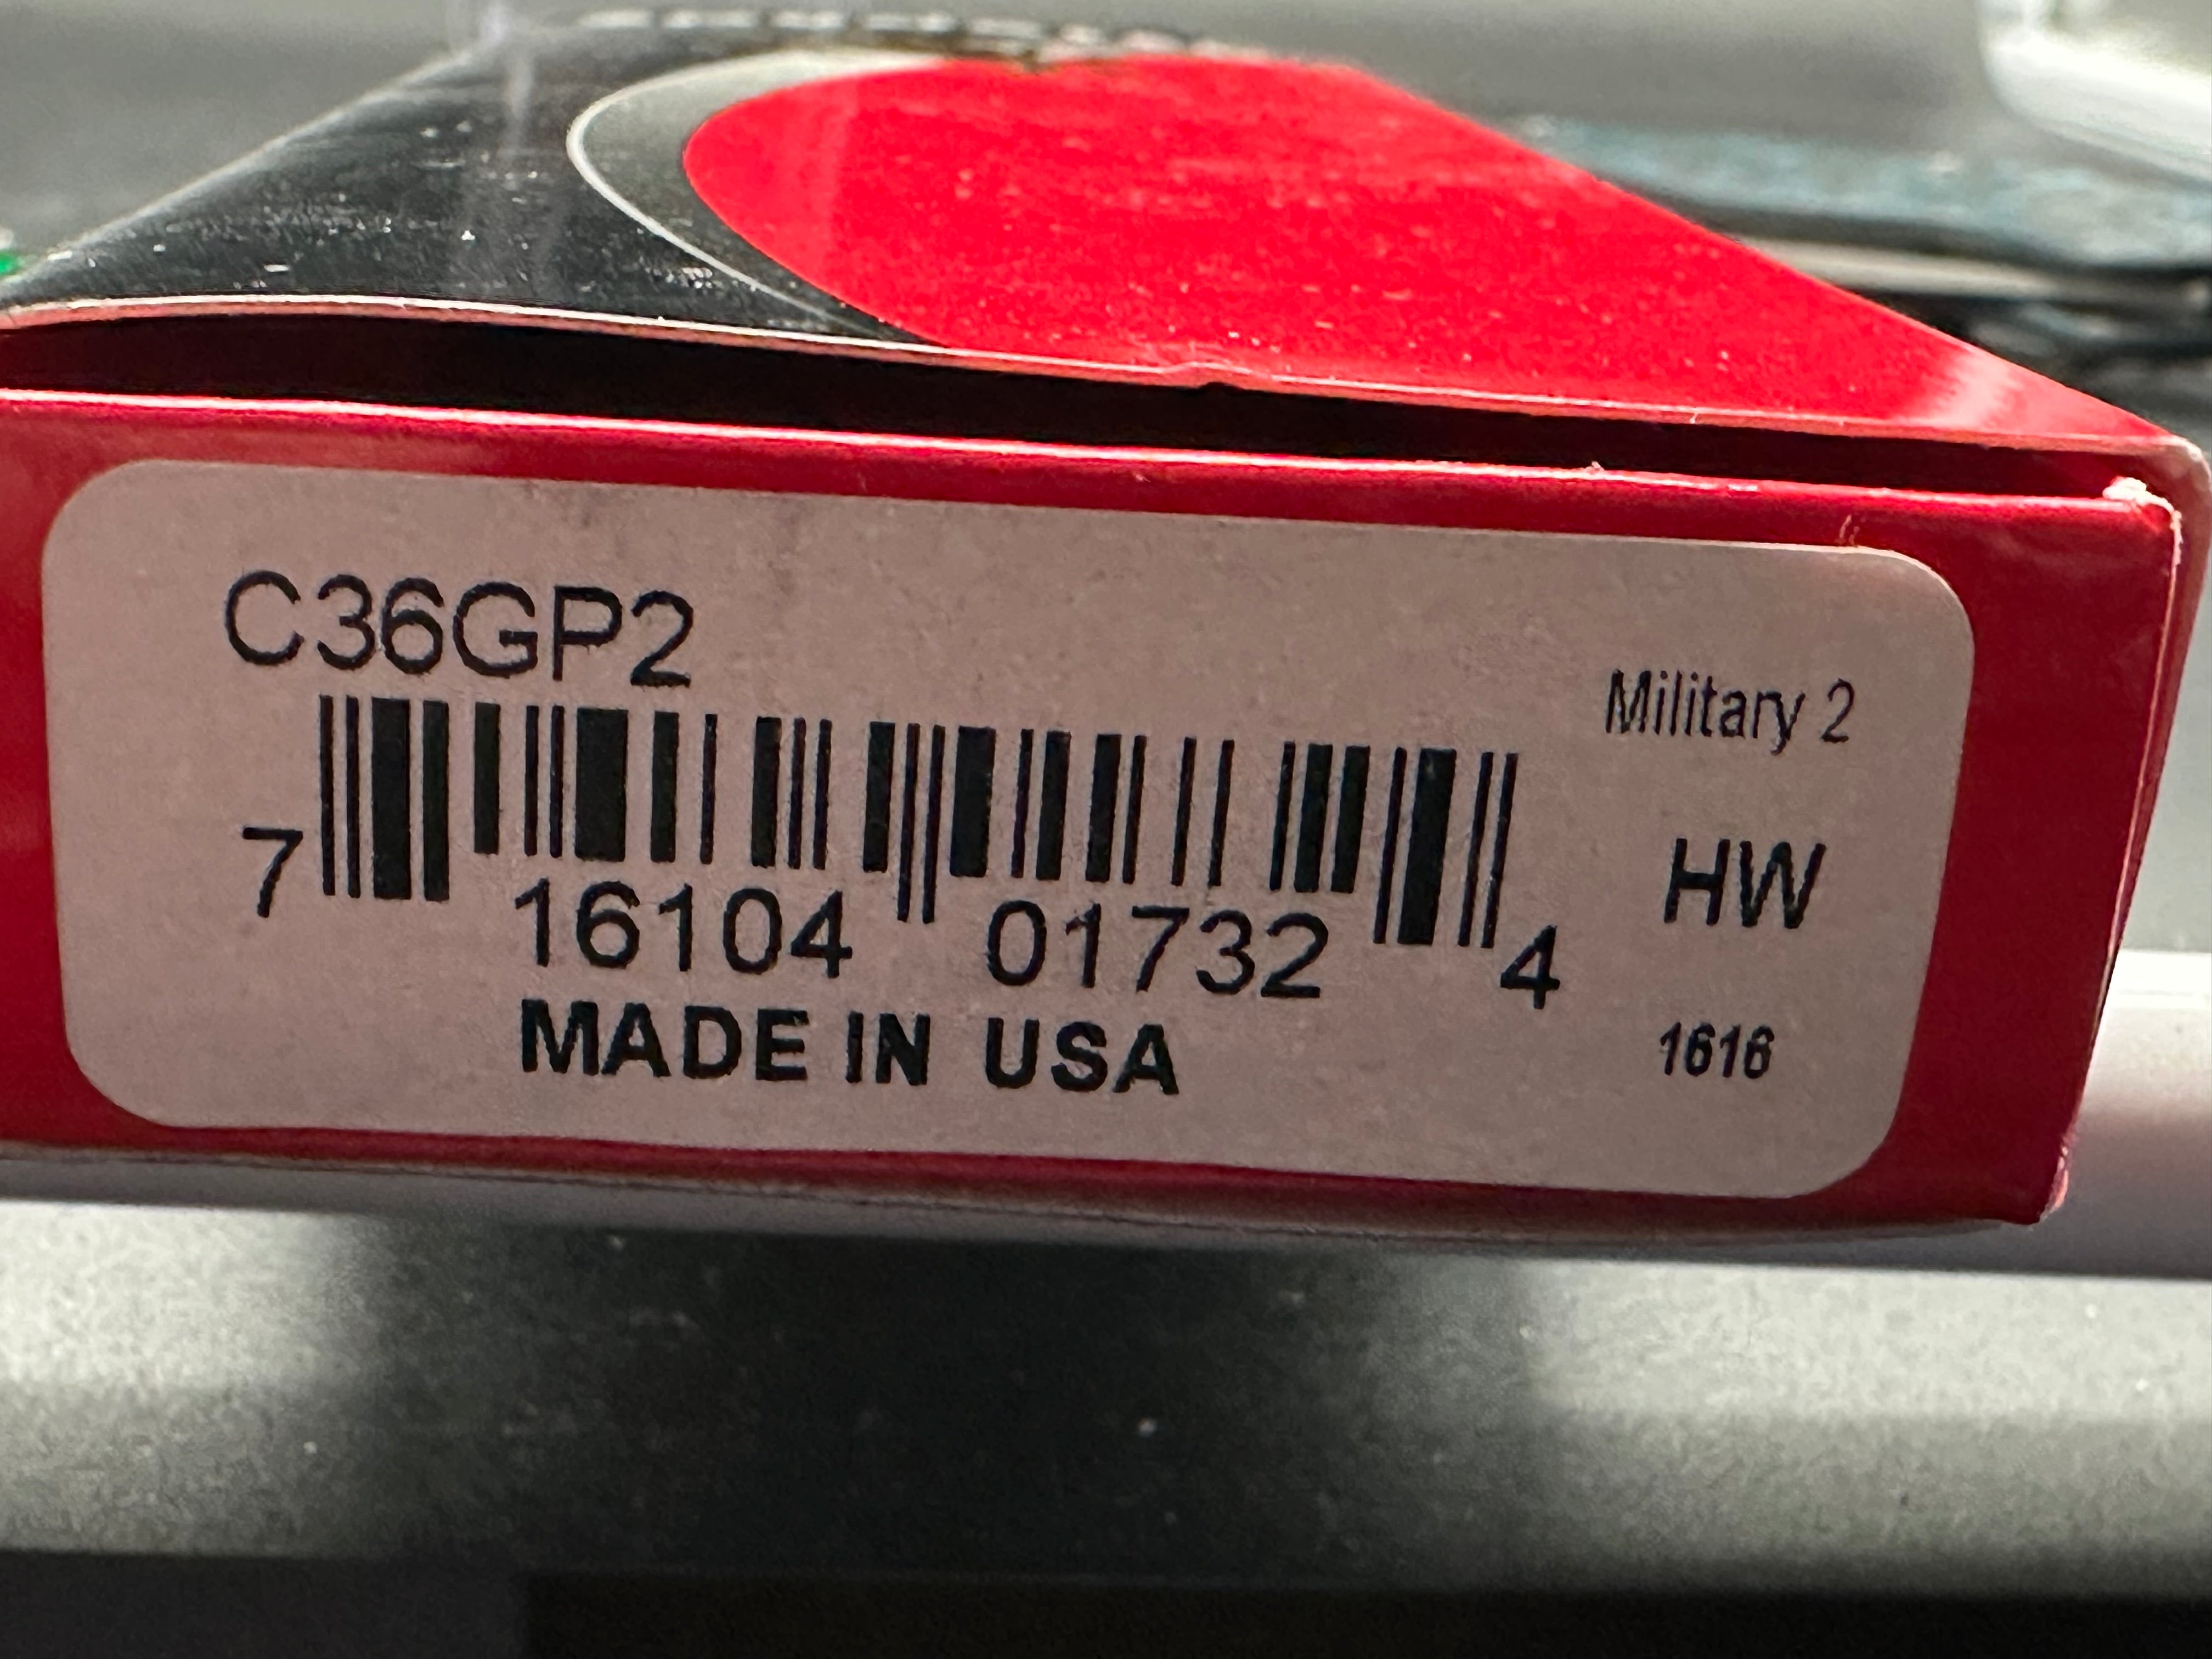 C36GP2
Military 2
HW
7 16104 01732 4
MADE IN USA
1616